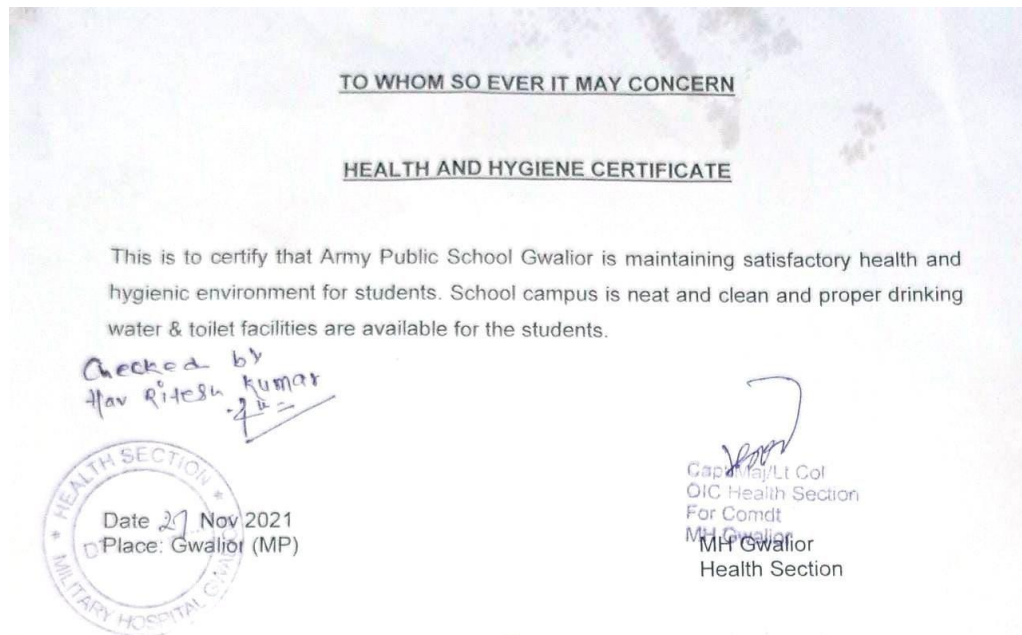 TO WHOM SO EVER IT MAY CONCERN
HEALTH AND HYGIENE CERTIFICATE
This is to certify that Army Public School Gwalior is maintaining satisfactory health and
hygienic environment for students. School campus is neat and clean and proper drinking
water & toilet facilities are available for the students.
Checked by
Hav Ritesh Kumar
HEALTH SECTION
MILITARY HOSPITAL GWALIOR
Date 27 Nov 2021
Place: Gwalior (MP)
Capt/Maj/Lt Col
OIC Health Section
For Comdt
MH Gwalior
MH Gwalior
Health Section